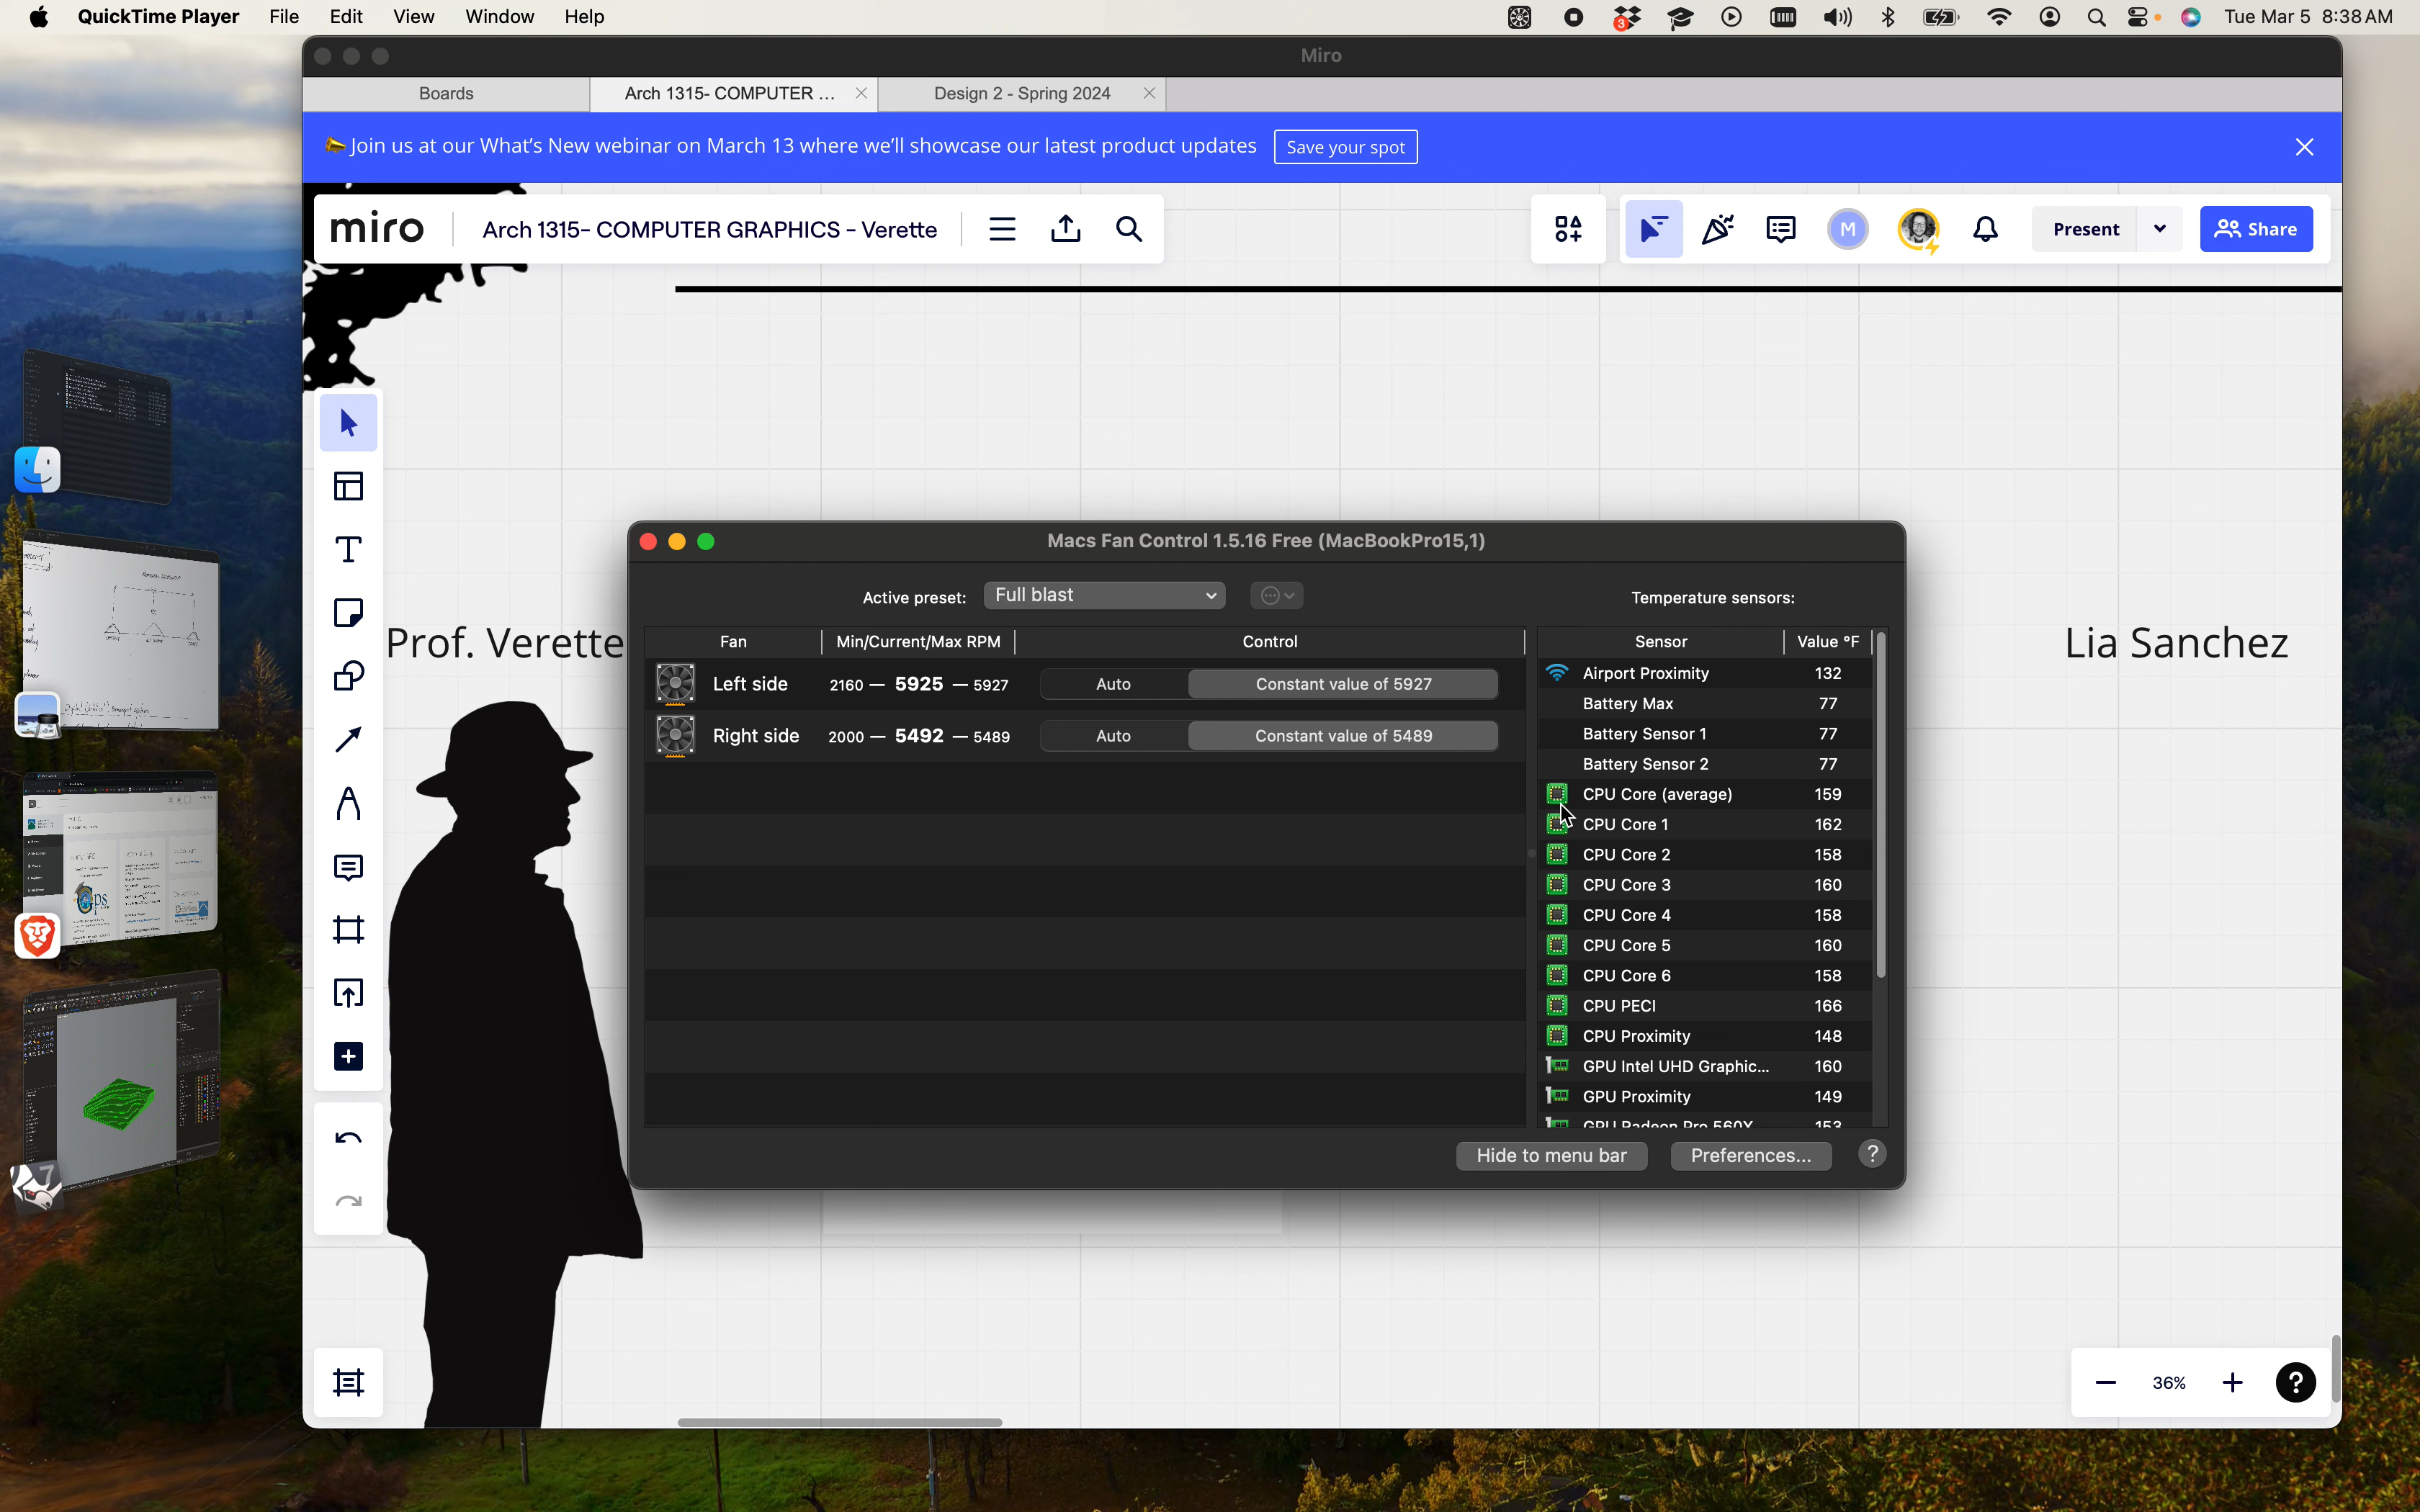 QuickTime Player File Edit View Window Help
3
Tue Mar 5 8:38 AM
Miro
Boards
Arch 1315- COMPUTER ...
Design 2 - Spring 2024
Join us at our What's New webinar on March 13 where we'll showcase our latest product updates
Save your spot
miro
Arch 1315- COMPUTER GRAPHICS - Verette
M
Present
Share
Prof. Verette
Lia Sanchez
Macs Fan Control 1.5.16 Free (MacBookPro15,1)
Active preset: Full blast
Temperature sensors:
Fan Min/Current/Max RPM Control
Left side 2160 — 5925 — 5927 Auto Constant value of 5927
Right side 2000 — 5492 — 5489 Auto Constant value of 5489
Sensor Value °F
Airport Proximity 132
Battery Max 77
Battery Sensor 1 77
Battery Sensor 2 77
CPU Core (average) 159
CPU Core 1 162
CPU Core 2 158
CPU Core 3 160
CPU Core 4 158
CPU Core 5 160
CPU Core 6 158
CPU PECI 166
CPU Proximity 148
GPU Intel UHD Graphic... 160
GPU Proximity 149
GPU Radeon Pro 560X 153
Hide to menu bar
Preferences...
?
7
36%
?